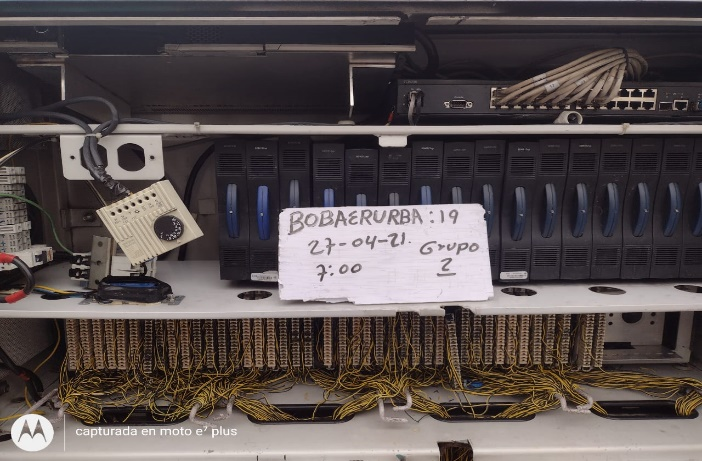 BOBAERURBA:19
27-04-21.
7:00
Grupo
2
capturada en moto e⁷ plus